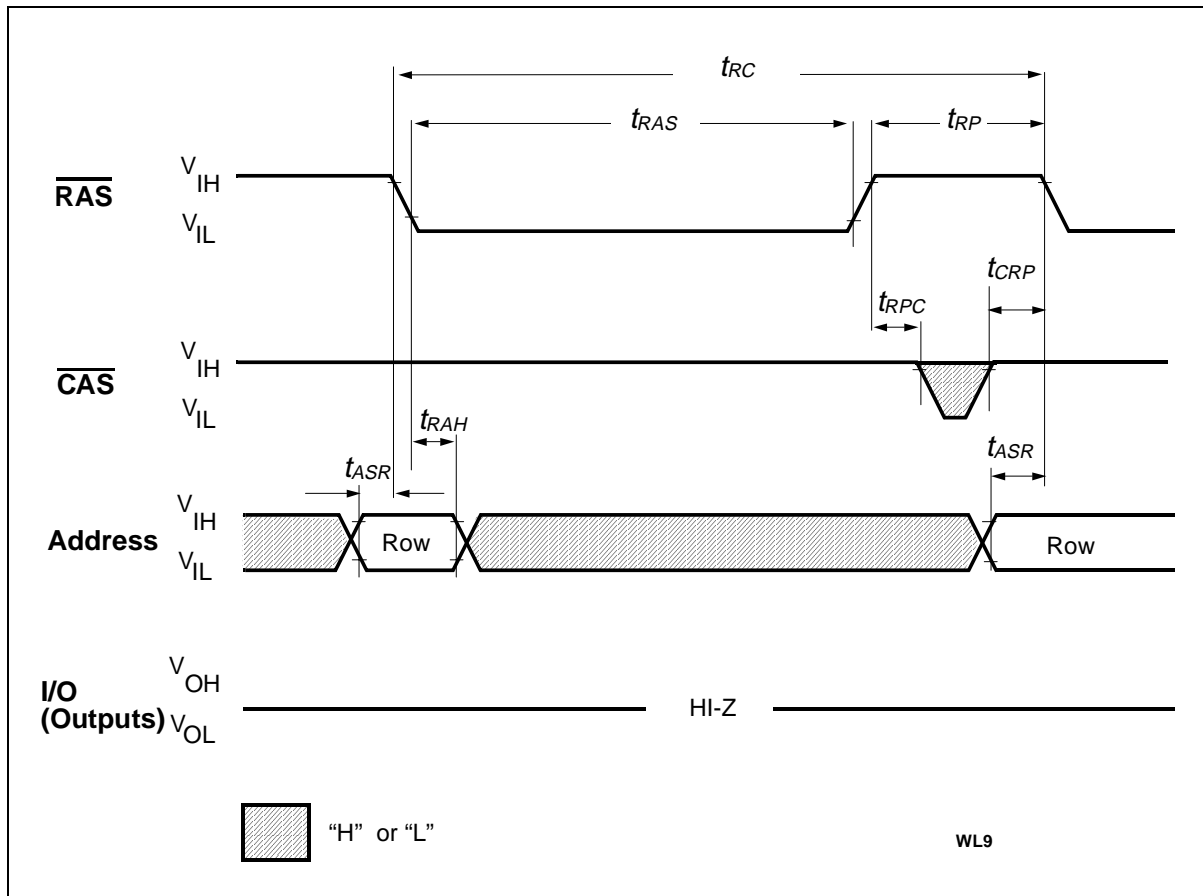 tRC
tRAS
tRP
RAS
VIH
VIL
tCRP
tRPC
CAS
VIH
VIL
tRAH
tASR
tASR
Address
VIH
VIL
Row
Row
I/O
(Outputs)
VOH
VOL
HI-Z
“H” or “L”
WL9